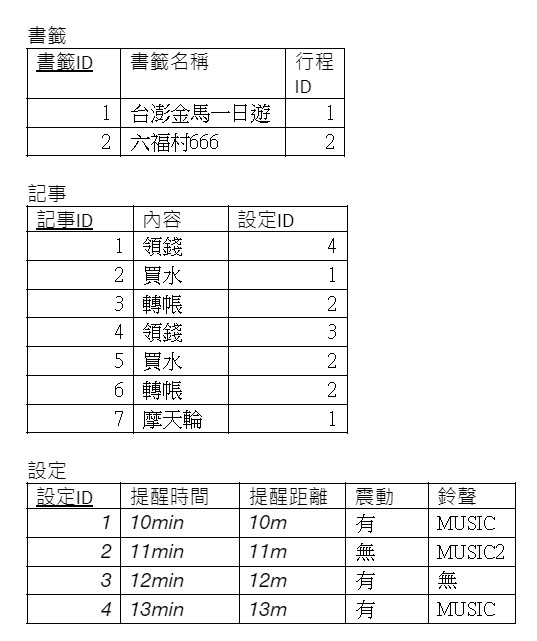 書籤
書籤ID 書籤名稱 行程
ID
1 台澎金馬一日遊 1
2 六福村666 2
記事
記事ID 內容 設定ID
1 領錢 4
2 買水 1
3 轉帳 2
4 領錢 3
5 買水 2
6 轉帳 2
7 摩天輪 1
設定
設定ID 提醒時間 提醒距離 震動 鈴聲
1 10min 10m 有 MUSIC
2 11min 11m 無 MUSIC2
3 12min 12m 有 無
4 13min 13m 有 MUSIC